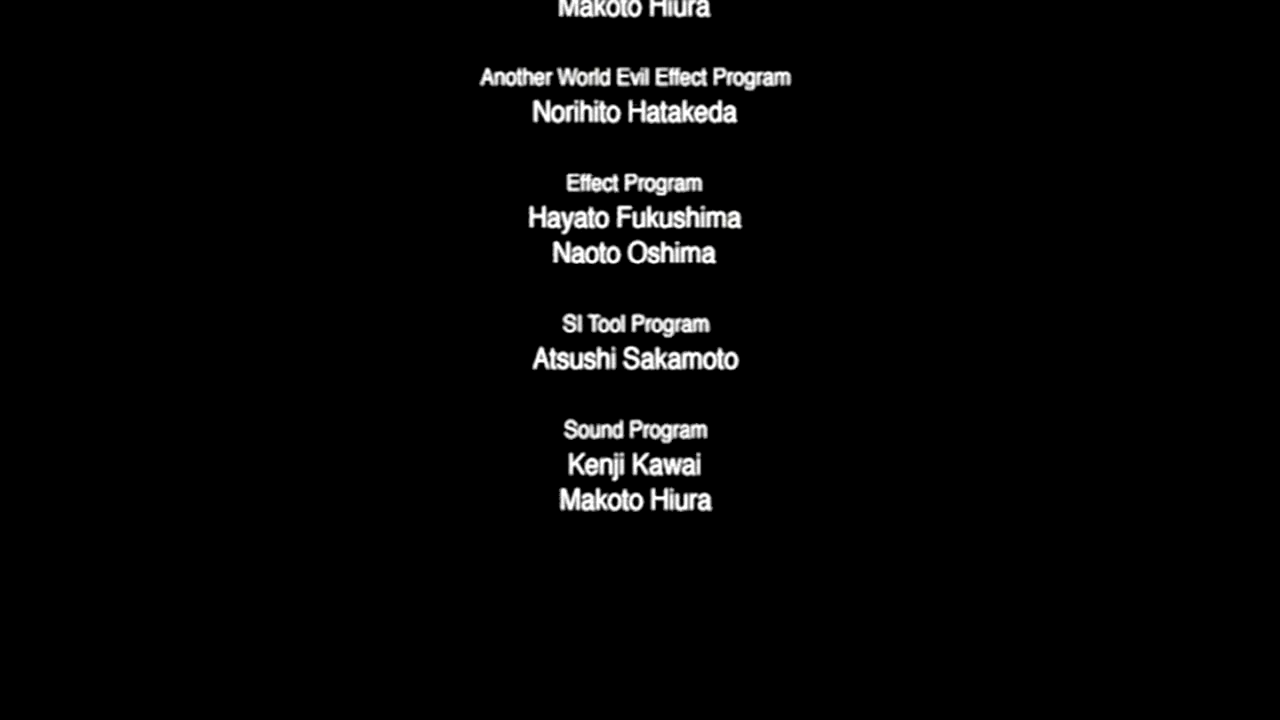 Makoto Hiura
Another World Evil Effect Program
Norihito Hatakeda
Effect Program
Hayato Fukushima
Naoto Oshima
SI Tool Program
Atsushi Sakamoto
Sound Program
Kenji Kawai
Makoto Hiura